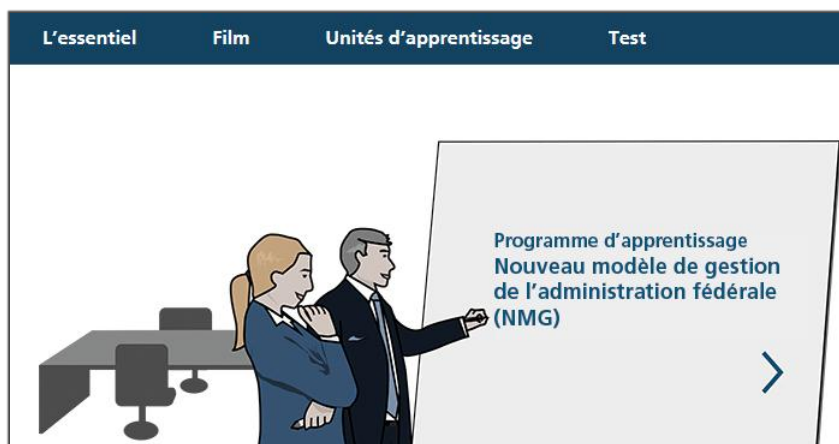 L'essentiel Film Unités d'apprentissage Test
Programme d'apprentissage
Nouveau modèle de gestion
de l'administration fédérale
(NMG)